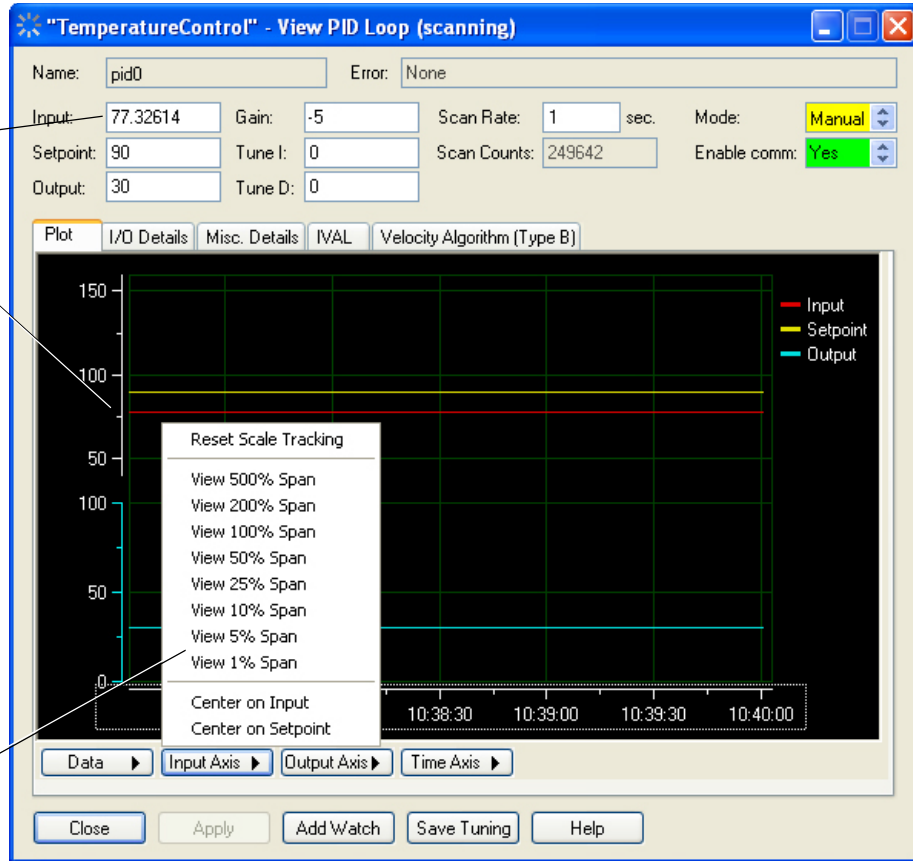 "TemperatureControl" - View PID Loop (scanning)
Name: pid0 Error: None
Input: 77.32614 Gain: -5 Scan Rate: 1 sec. Mode: Manual
Setpoint: 90 Tune I: 0 Scan Counts: 249642 Enable comm: Yes
Output: 30 Tune D: 0
Plot I/O Details Misc. Details IVAL Velocity Algorithm (Type B)
150
100
50
100
50
0
Input
Setpoint
Output
Reset Scale Tracking
View 500% Span
View 200% Span
View 100% Span
View 50% Span
View 25% Span
View 10% Span
View 5% Span
View 1% Span
Center on Input
Center on Setpoint
10:38:30 10:39:00 10:39:30 10:40:00
Data Input Axis Output Axis Time Axis
Close Apply Add Watch Save Tuning Help